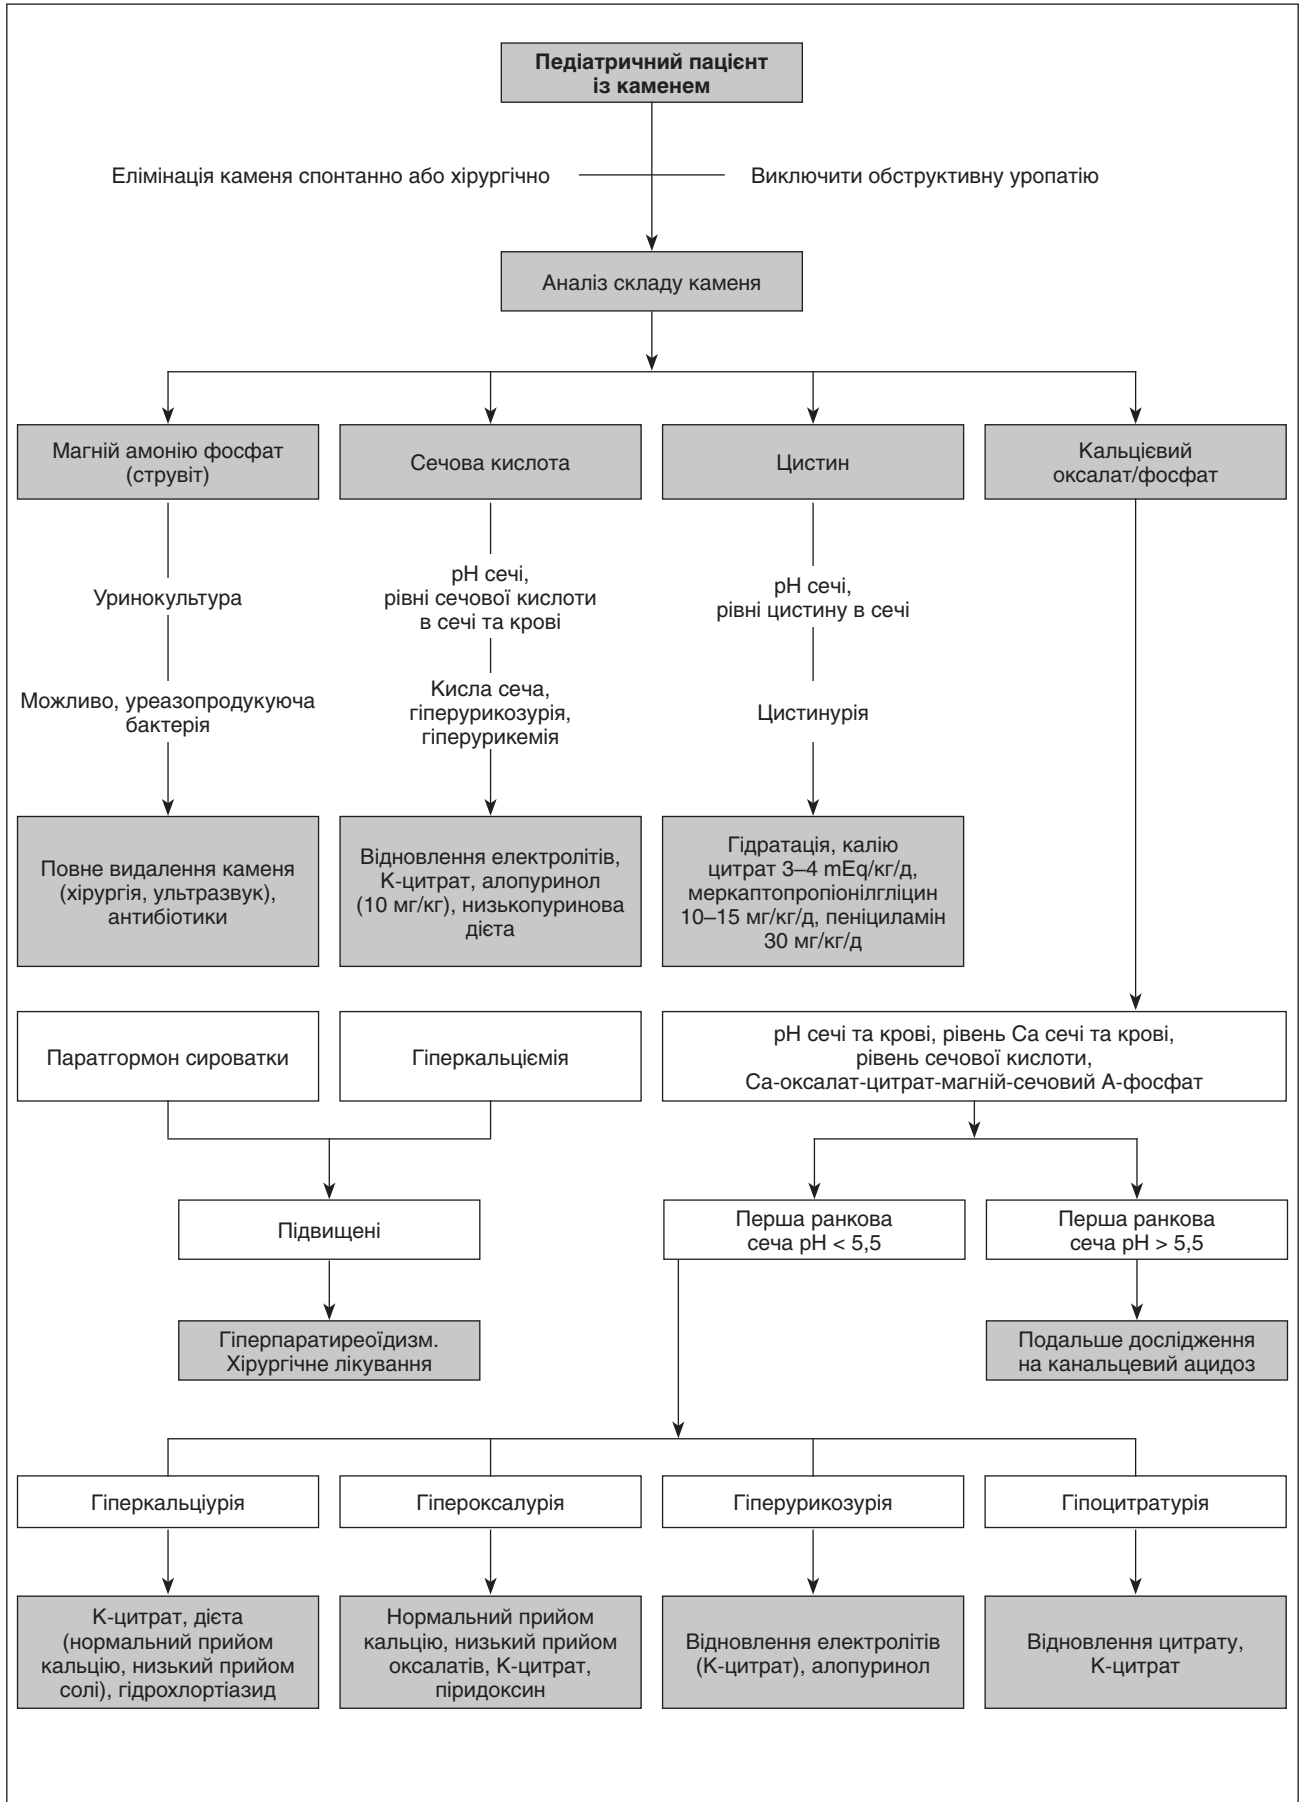 Педіатричний пацієнт
із каменем
Елімінація каменя спонтанно або хірургічно
Виключити обструктивну уропатію
Аналіз складу каменя
Магній амонію фосфат
(струвіт)
Сечова кислота
Цистин
Кальцієвий
оксалат/фосфат
Уринокультура
рН сечі,
рівні сечової кислоти
в сечі та крові
рН сечі,
рівні цистину в сечі
Можливо, уреазопродукуюча
бактерія
Кисла сеча,
гіперурикозурія,
гіперурикемія
Цистинурія
Повне видалення каменя
(хірургія, ультразвук),
антибіотики
Відновлення електролітів,
К-цитрат, алопуринол
(10 мг/кг), низькопуринова
дієта
Гідратація, калію
цитрат 3–4 mEq/кг/д,
меркаптопропіонілгліцин
10–15 мг/кг/д, пеніциламін
30 мг/кг/д
Паратгормон сироватки
Гіперкальціємія
рН сечі та крові, рівень Са сечі та крові,
рівень сечової кислоти,
Са-оксалат-цитрат-магній-сечовий А-фосфат
Підвищені
Перша ранкова
сеча рН < 5,5
Перша ранкова
сеча рН > 5,5
Гіперпаратиреоїдизм.
Хірургічне лікування
Подальше дослідження
на канальцевий ацидоз
Гіперкальціурія
Гіпероксалурія
Гіперурикозурія
Гіпоцитратурія
К-цитрат, дієта
(нормальний прийом
кальцію, низький прийом
солі), гідрохлортіазид
Нормальний прийом
кальцію, низький прийом
оксалатів, К-цитрат,
піридоксин
Відновлення електролітів
(К-цитрат), алопуринол
Відновлення цитрату,
К-цитрат